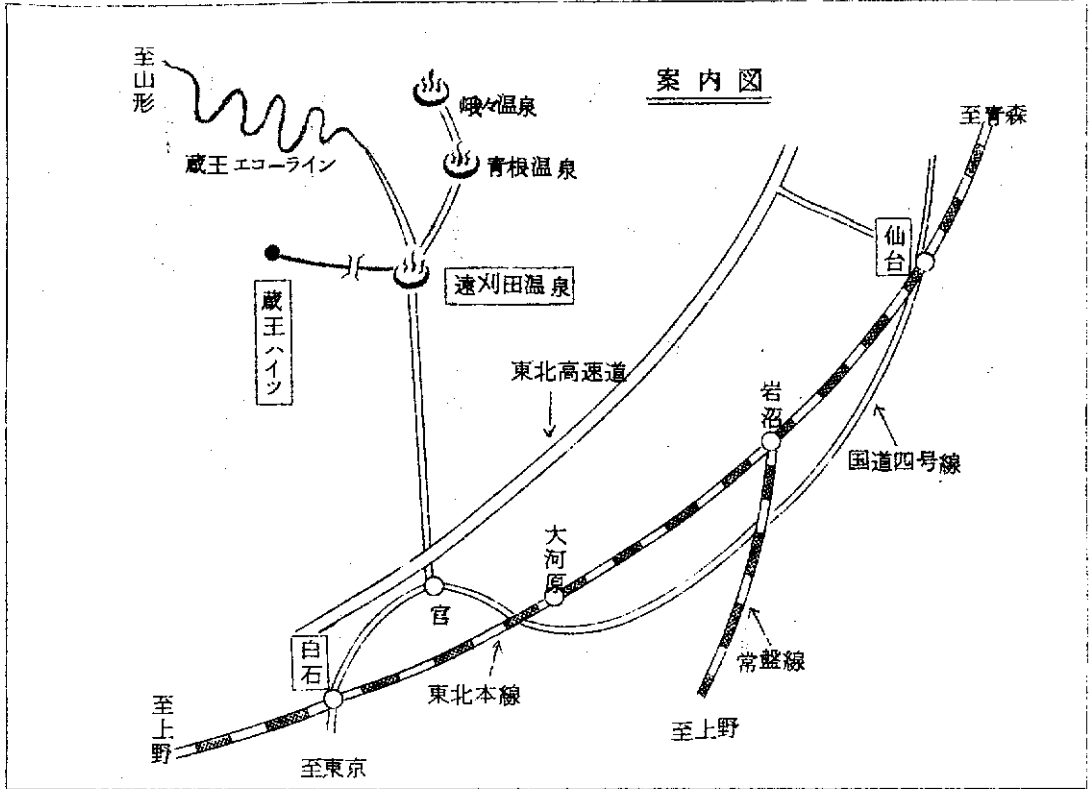 案内図
至山形
峨々温泉
至青森
青根温泉
蔵王エコーライン
仙台
遠刈田温泉
蔵王ハイツ
東北高速道
岩沼
国道四号線
大河原
宮
白石
常盤線
東北本線
至上野
至上野
至東京